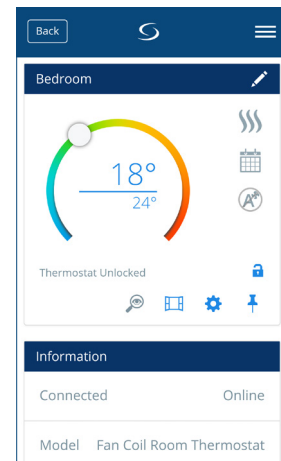 Back
Bedroom
18°
24°
A*
Thermostat Unlocked
Information
Connected Online
Model Fan Coil Room Thermostat